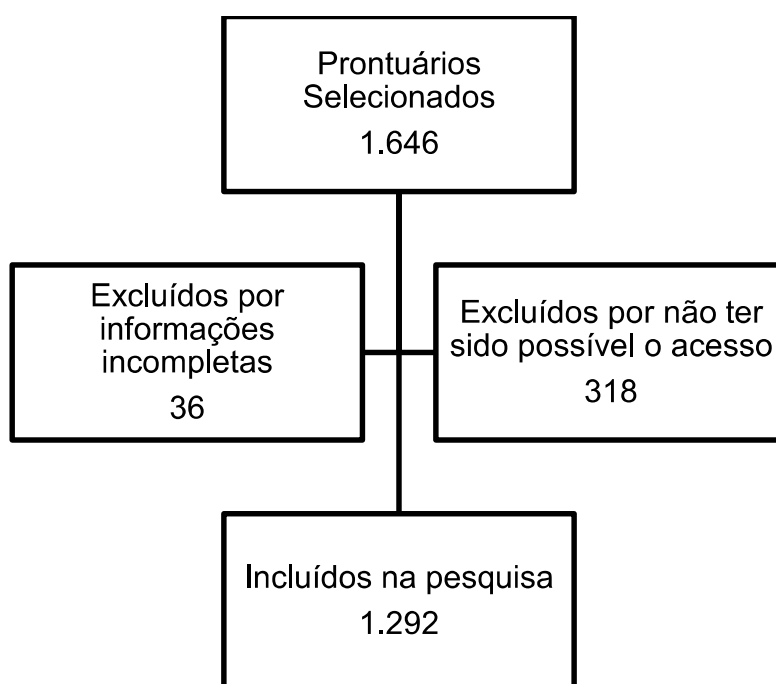 Prontuários
Selecionados
1.646
Excluídos por
informações
incompletas
36
Excluídos por não ter
sido possível o acesso
318
Incluídos na pesquisa
1.292